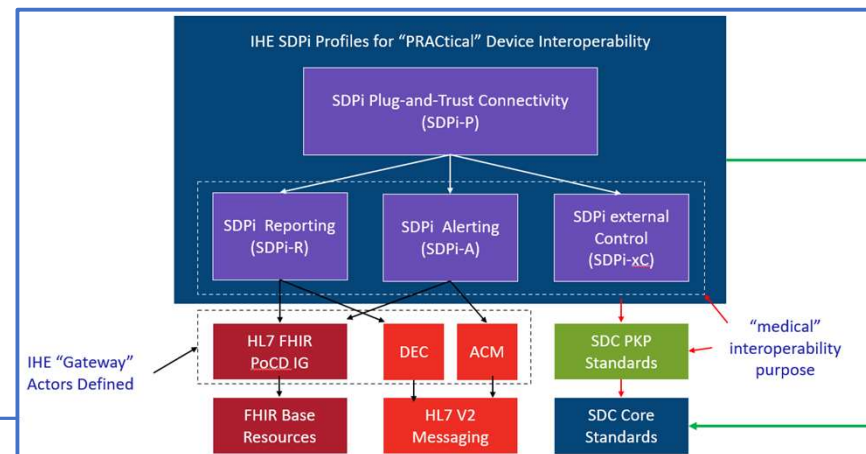 IHE SDPi Profiles for “PRACtical” Device Interoperability
SDPi Plug-and-Trust Connectivity
(SDPi-P)
SDPi Reporting
(SDPi-R)
SDPi Alerting
(SDPi-A)
SDPi external
Control
(SDPi-xC)
IHE “Gateway”
Actors Defined
HL7 FHIR
PoCD IG
DEC
ACM
SDC PKP
Standards
“medical”
interoperability
purpose
FHIR Base
Resources
HL7 V2
Messaging
SDC Core
Standards